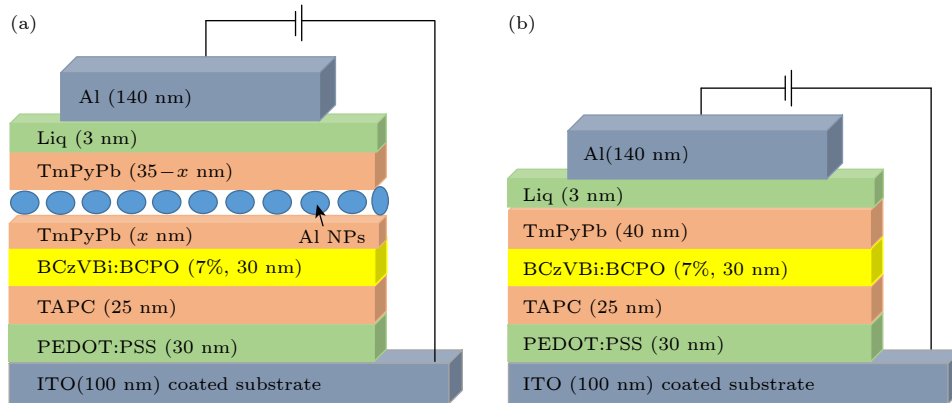 (a)
Al (140 nm)
Liq (3 nm)
TmPyPb (35−x nm)
Al NPs
TmPyPb (x nm)
BCzVBi:BCPO (7%, 30 nm)
TAPC (25 nm)
PEDOT:PSS (30 nm)
ITO(100 nm) coated substrate
(b)
Al(140 nm)
Liq (3 nm)
TmPyPb (40 nm)
BCzVBi:BCPO (7%, 30 nm)
TAPC (25 nm)
PEDOT:PSS (30 nm)
ITO (100 nm) coated substrate